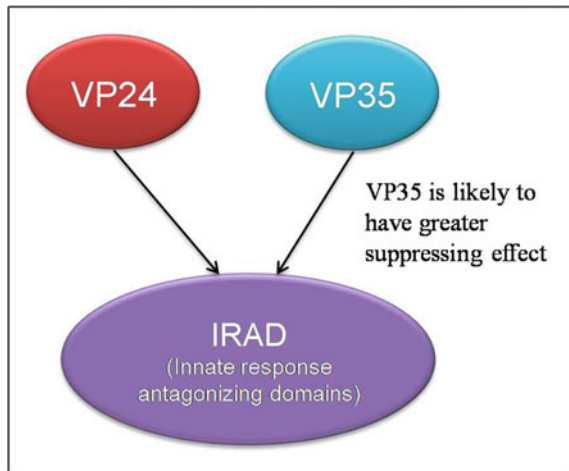 VP24
VP35
VP35 is likely to
have greater
suppressing effect
IRAD
(Innate response
antagonizing domains)